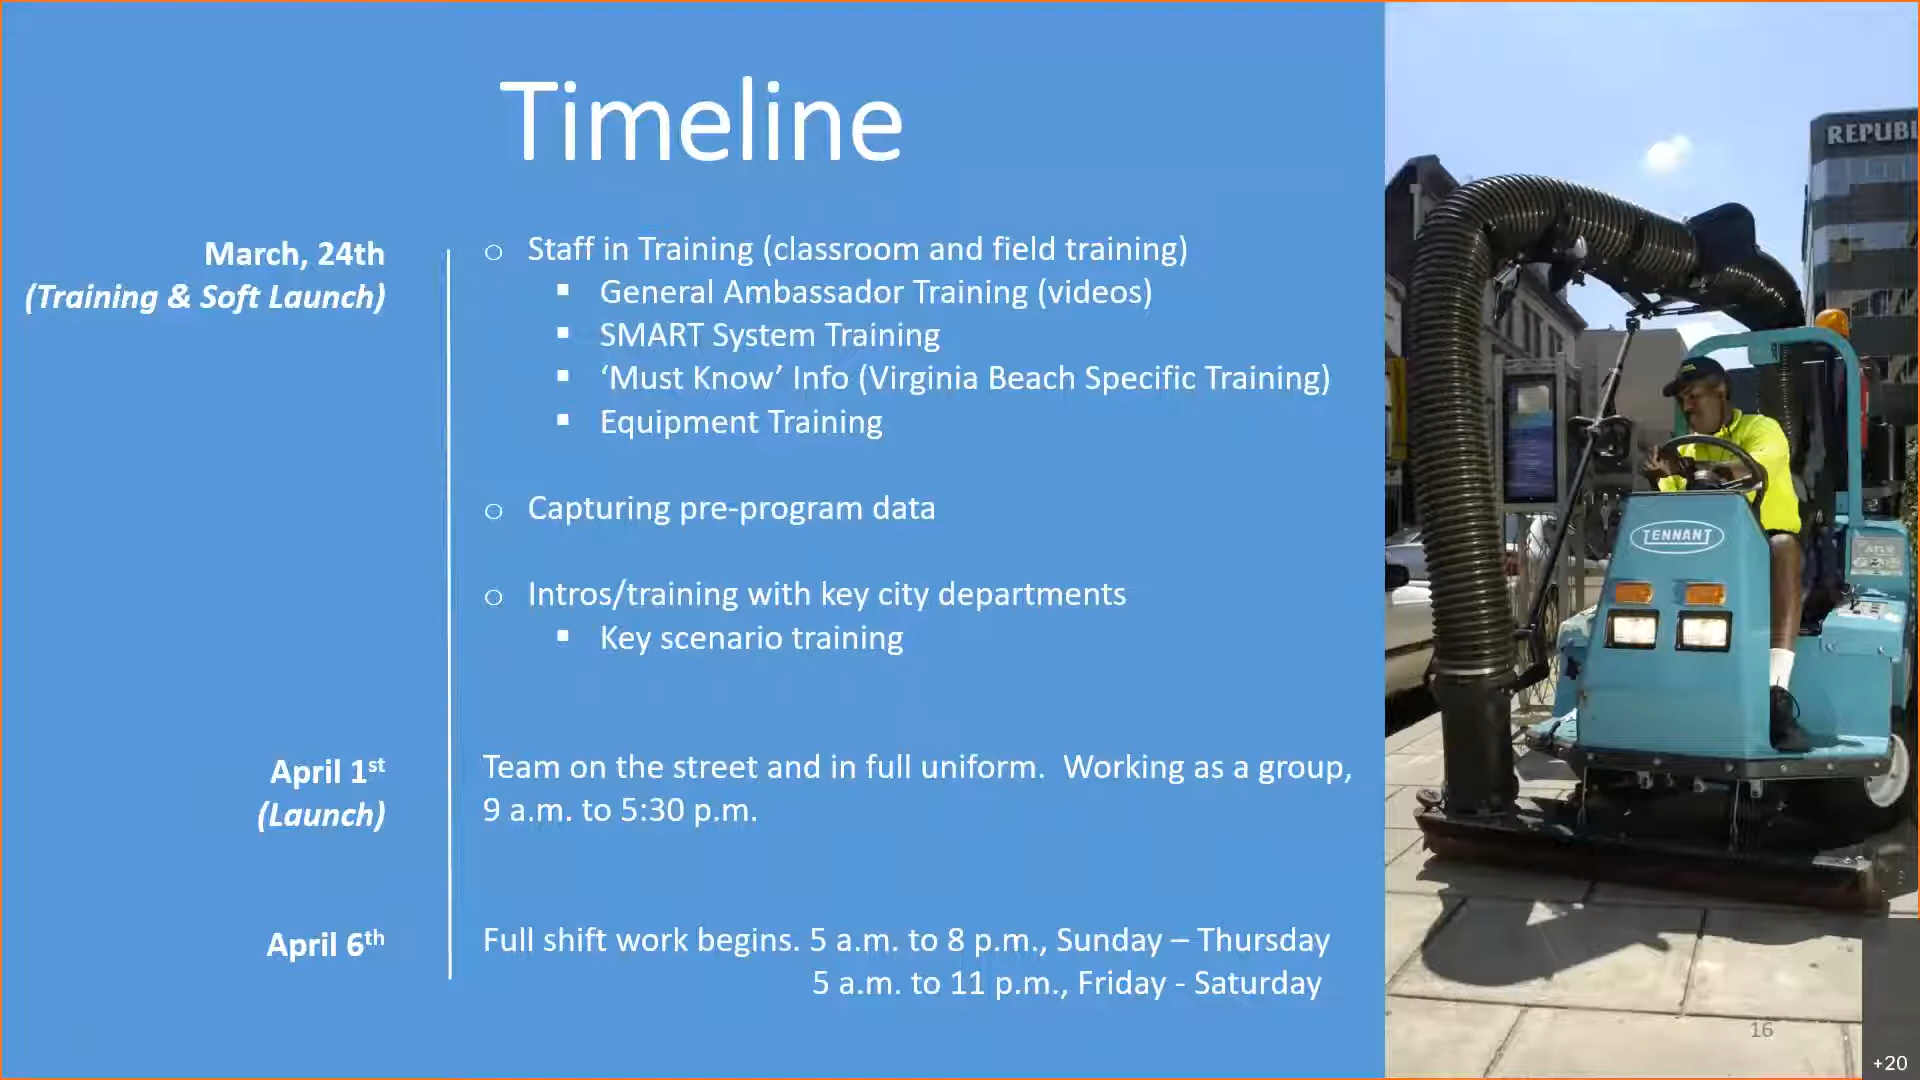 Timeline
March, 24th
(Training & Soft Launch)
o Staff in Training (classroom and field training)
▪ General Ambassador Training (videos)
▪ SMART System Training
▪ ‘Must Know’ Info (Virginia Beach Specific Training)
▪ Equipment Training
o Capturing pre-program data
o Intros/training with key city departments
▪ Key scenario training
April 1st
(Launch)
Team on the street and in full uniform.  Working as a group,
9 a.m. to 5:30 p.m.
April 6th
Full shift work begins. 5 a.m. to 8 p.m., Sunday – Thursday
5 a.m. to 11 p.m., Friday - Saturday
REPUBL
TENNANT
16
+20